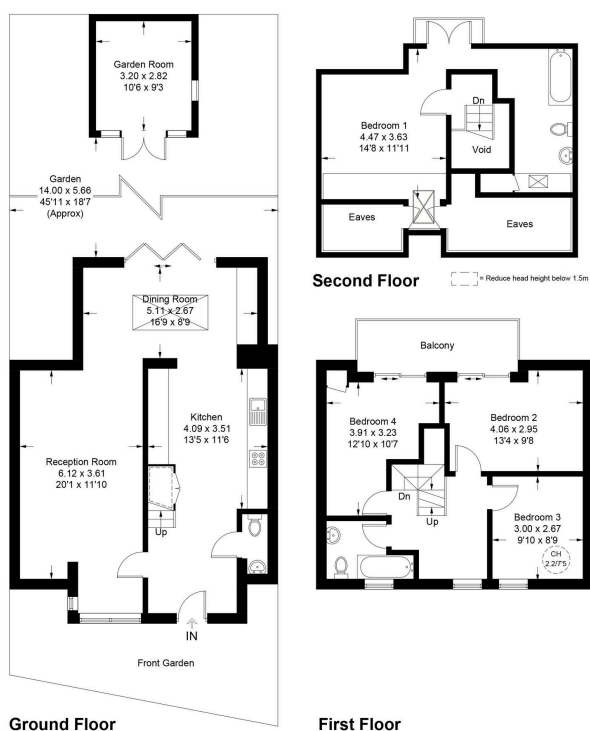 Garden Room
3.20 x 2.82
10'6 x 9'3
Garden
14.00 x 5.66
45'11 x 18'7
(Approx)
Dining Room
5.11 x 2.67
16'9 x 8'9
Kitchen
4.09 x 3.51
13'5 x 11'6
Reception Room
6.12 x 3.61
20'1 x 11'10
Up
IN
Front Garden
Ground Floor
Bedroom 1
4.47 x 3.63
14'8 x 11'11
Dn
Void
Eaves
Eaves
Second Floor
= Reduce head height below 1.5m
Balcony
Bedroom 4
3.91 x 3.23
12'10 x 10'7
Bedroom 2
4.06 x 2.95
13'4 x 9'8
Dn
Up
Bedroom 3
3.00 x 2.67
9'10 x 8'9
CH
2.2/7'5
First Floor